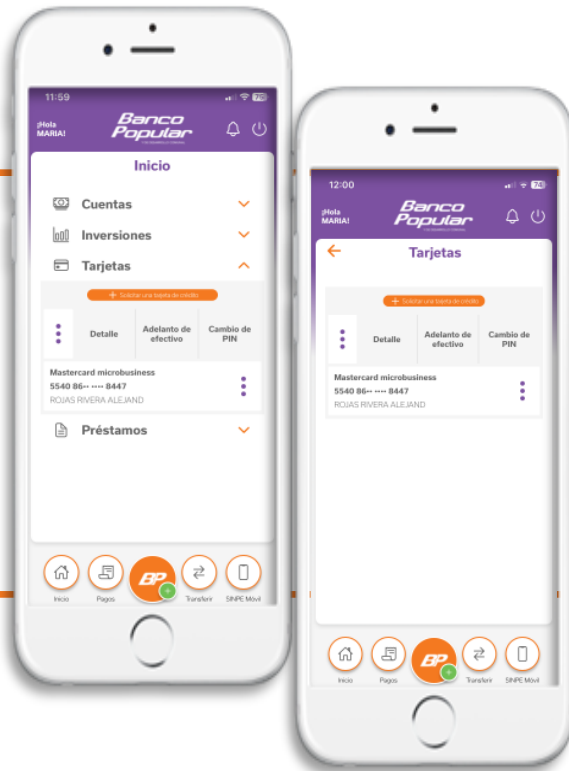 11:59
76
¡Hola
MARIA!
Banco
Popular
Inicio
Cuentas
Inversiones
Tarjetas
+ Solicitar una tarjeta de crédito
Detalle
Adelanto de
efectivo
Cambio de
PIN
Mastercard microbusiness
5540 86•• •••• 8447
ROJAS RIVERA ALEJAND
Préstamos
BP
Inicio
Pagos
Transferir
SINPE Móvil
12:00
74
¡Hola
MARIA!
Banco
Popular
Tarjetas
+ Solicitar una tarjeta de crédito
Detalle
Adelanto de
efectivo
Cambio de
PIN
Mastercard microbusiness
5540 86•• •••• 8447
ROJAS RIVERA ALEJAND
BP
Inicio
Pagos
Transferir
SINPE Móvil